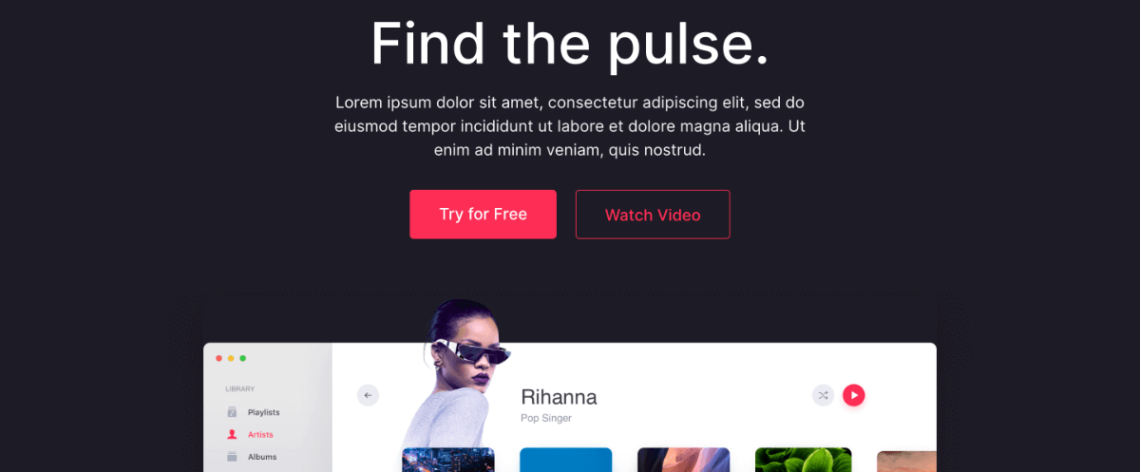 Find the pulse.
Lorem ipsum dolor sit amet, consectetur adipiscing elit, sed do
eiusmod tempor incididunt ut labore et dolore magna aliqua. Ut
enim ad minim veniam, quis nostrud.
Try for Free
Watch Video
LIBRARY
Playlists
Artists
Albums
Rihanna
Pop Singer